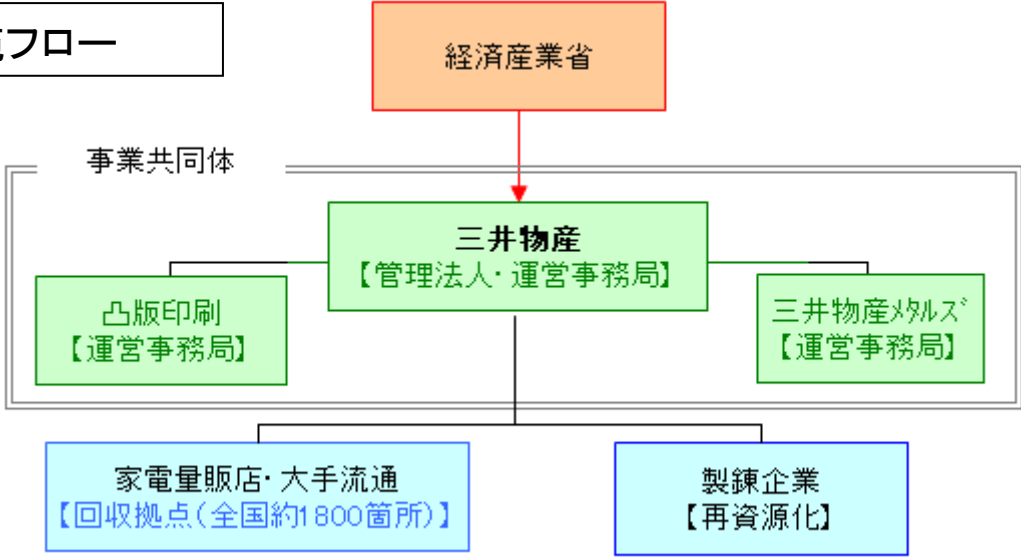 フロー
経済産業省
事業共同体
三井物産
【管理法人・運営事務局】
凸版印刷
【運営事務局】
三井物産ﾒﾀﾙｽﾞ
【運営事務局】
家電量販店・大手流通
【回収拠点（全国約1800箇所）】
製錬企業
【再資源化】